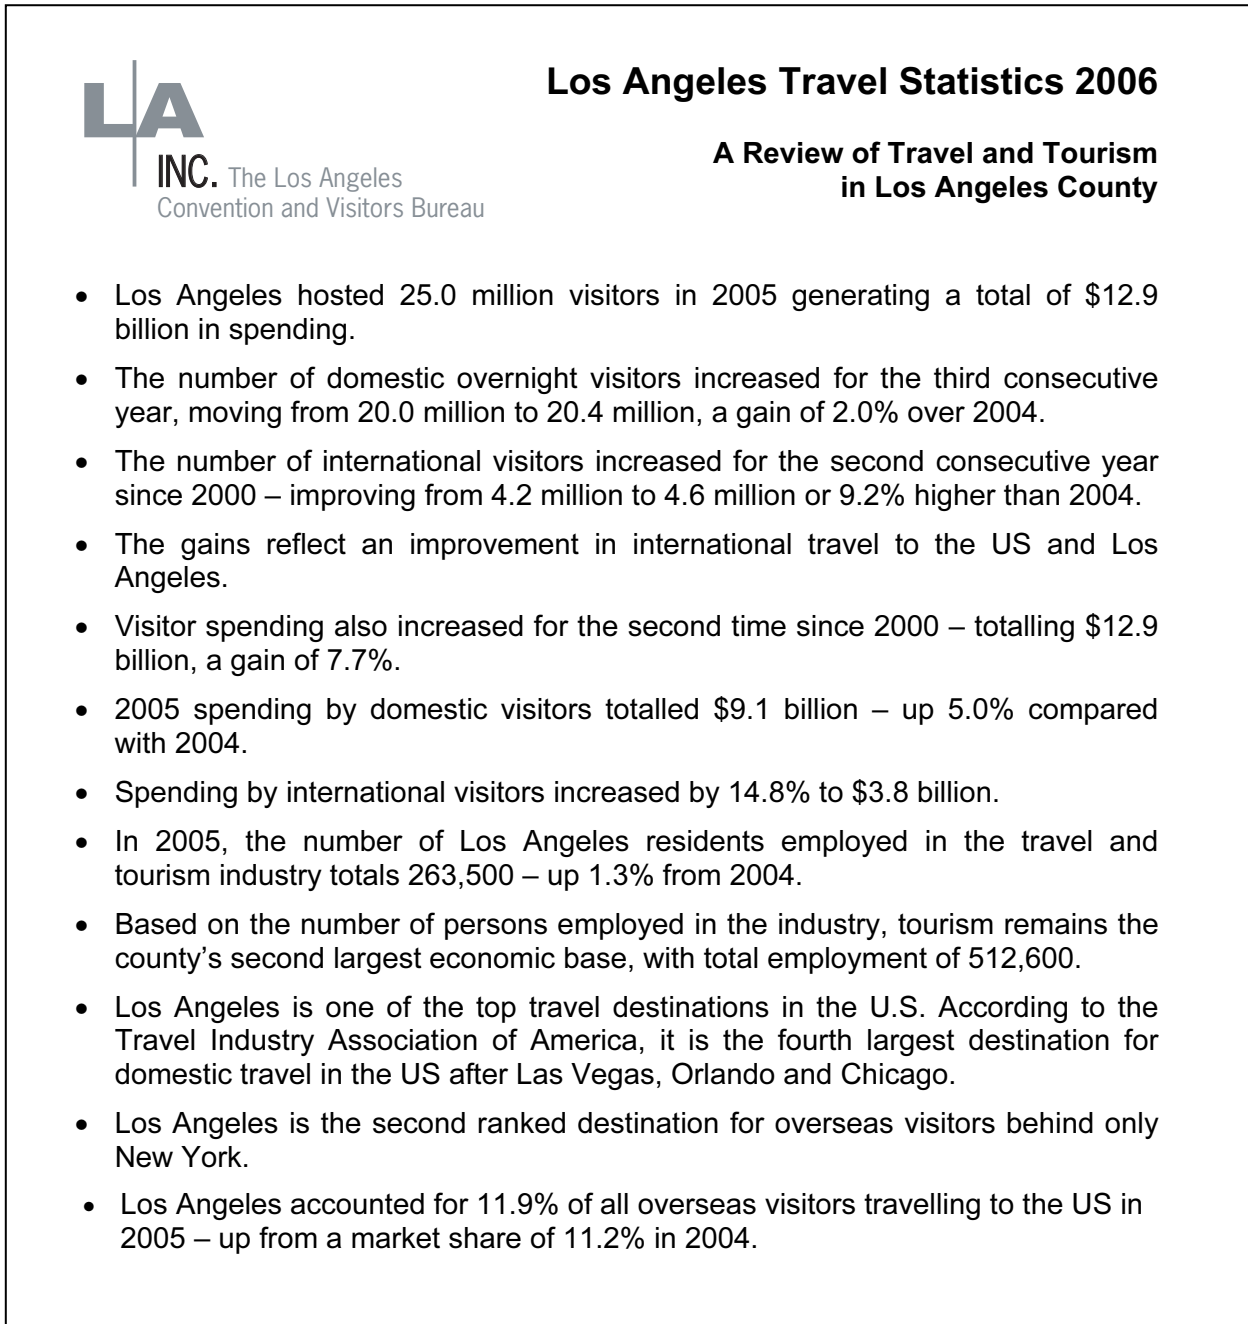 Los Angeles Travel Statistics 2006
LA
INC. The Los Angeles
Convention and Visitors Bureau
A Review of Travel and Tourism
in Los Angeles County
• Los Angeles hosted 25.0 million visitors in 2005 generating a total of $12.9
billion in spending.
• The number of domestic overnight visitors increased for the third consecutive
year, moving from 20.0 million to 20.4 million, a gain of 2.0% over 2004.
• The number of international visitors increased for the second consecutive year
since 2000 – improving from 4.2 million to 4.6 million or 9.2% higher than 2004.
• The gains reflect an improvement in international travel to the US and Los
Angeles.
• Visitor spending also increased for the second time since 2000 – totalling $12.9
billion, a gain of 7.7%.
• 2005 spending by domestic visitors totalled $9.1 billion – up 5.0% compared
with 2004.
• Spending by international visitors increased by 14.8% to $3.8 billion.
• In 2005, the number of Los Angeles residents employed in the travel and
tourism industry totals 263,500 – up 1.3% from 2004.
• Based on the number of persons employed in the industry, tourism remains the
county’s second largest economic base, with total employment of 512,600.
• Los Angeles is one of the top travel destinations in the U.S. According to the
Travel Industry Association of America, it is the fourth largest destination for
domestic travel in the US after Las Vegas, Orlando and Chicago.
• Los Angeles is the second ranked destination for overseas visitors behind only
New York.
• Los Angeles accounted for 11.9% of all overseas visitors travelling to the US in
2005 – up from a market share of 11.2% in 2004.